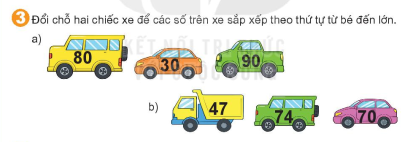 3 Đổi chỗ hai chiếc xe để các số trên xe sắp xếp theo thứ tự từ bé đến lớn.
a)
80 30 90
b)
47 74 70